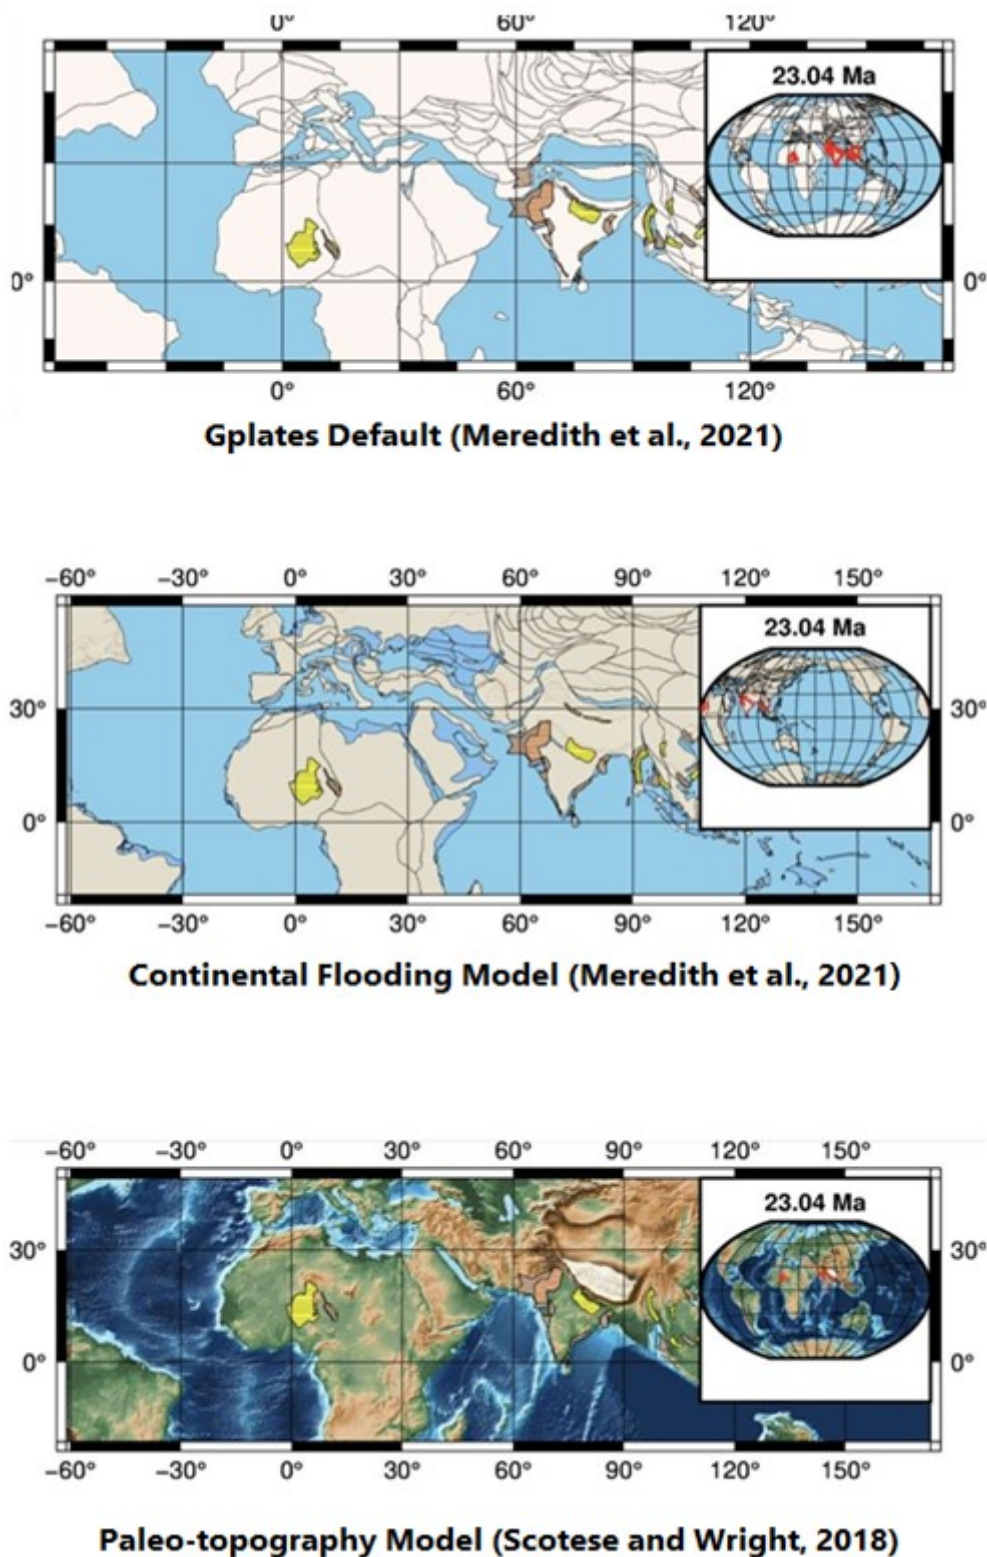 0° 60° 120°
23.04 Ma
0° 0°
0° 60° 120°
Gplates Default (Meredith et al., 2021)
−60° −30° 0° 30° 60° 90° 120° 150°
23.04 Ma
30° 30°
0° 0°
−60° −30° 0° 30° 60° 90° 120° 150°
Continental Flooding Model (Meredith et al., 2021)
−60° −30° 0° 30° 60° 90° 120° 150°
23.04 Ma
30° 30°
0° 0°
−60° −30° 0° 30° 60° 90° 120° 150°
Paleo-topography Model (Scotese and Wright, 2018)